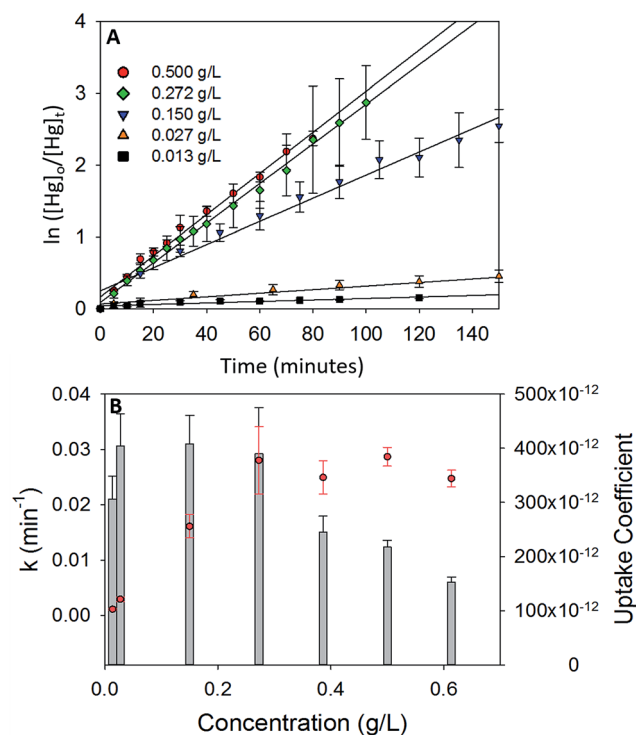 A
4
3
2
1
0
ln ([Hg]o/[Hg]t)
0.500 g/L
0.272 g/L
0.150 g/L
0.027 g/L
0.013 g/L
0 20 40 60 80 100 120 140
Time (minutes)
B
0.04
0.03
0.02
0.01
0.00
k (min-1)
500x10-12
400x10-12
300x10-12
200x10-12
100x10-12
0
Uptake Coefficient
0.0 0.2 0.4 0.6
Concentration (g/L)